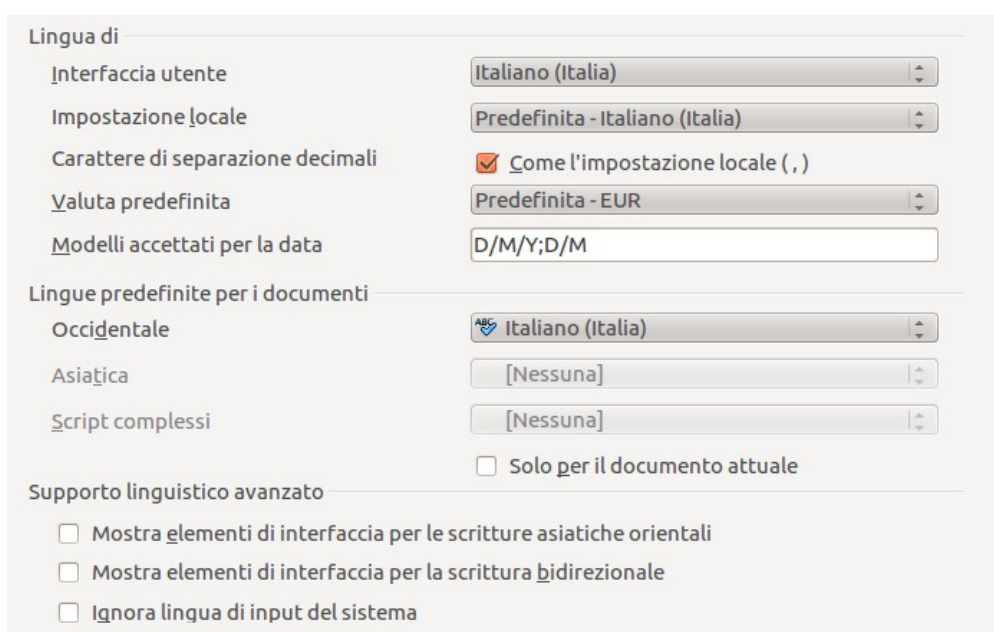 Lingua di
Interfaccia utente Italiano (Italia)
Impostazione locale Predefinita - Italiano (Italia)
Carattere di separazione decimali Come l'impostazione locale ( , )
Valuta predefinita Predefinita - EUR
Modelli accettati per la data D/M/Y;D/M
Lingue predefinite per i documenti
Occidentale ABC Italiano (Italia)
Asiatica [Nessuna]
Script complessi [Nessuna]
Solo per il documento attuale
Supporto linguistico avanzato
Mostra elementi di interfaccia per le scritture asiatiche orientali
Mostra elementi di interfaccia per la scrittura bidirezionale
Ignora lingua di input del sistema